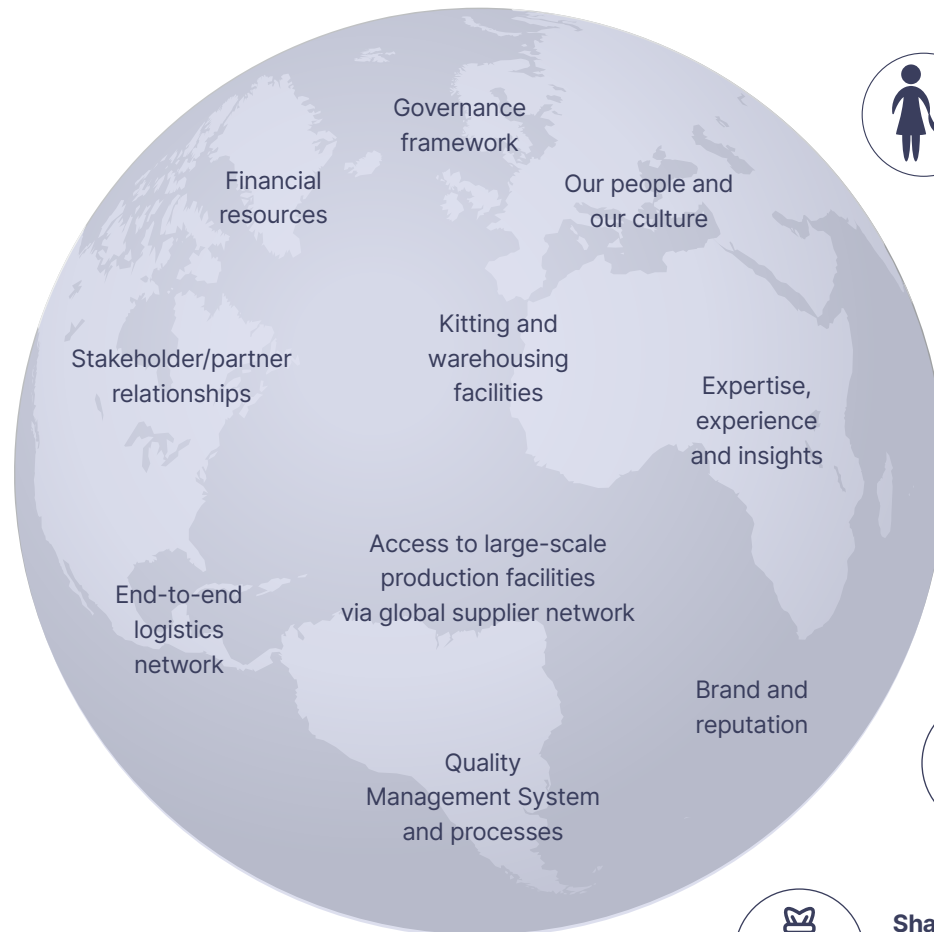 Governance
framework
Financial
resources
Our people and
our culture
Kitting and
warehousing
facilities
Stakeholder/partner
relationships
Expertise,
experience
and insights
Access to large-scale
production facilities
via global supplier network
End-to-end
logistics
network
Brand and
reputation
Quality
Management System
and processes
Sha